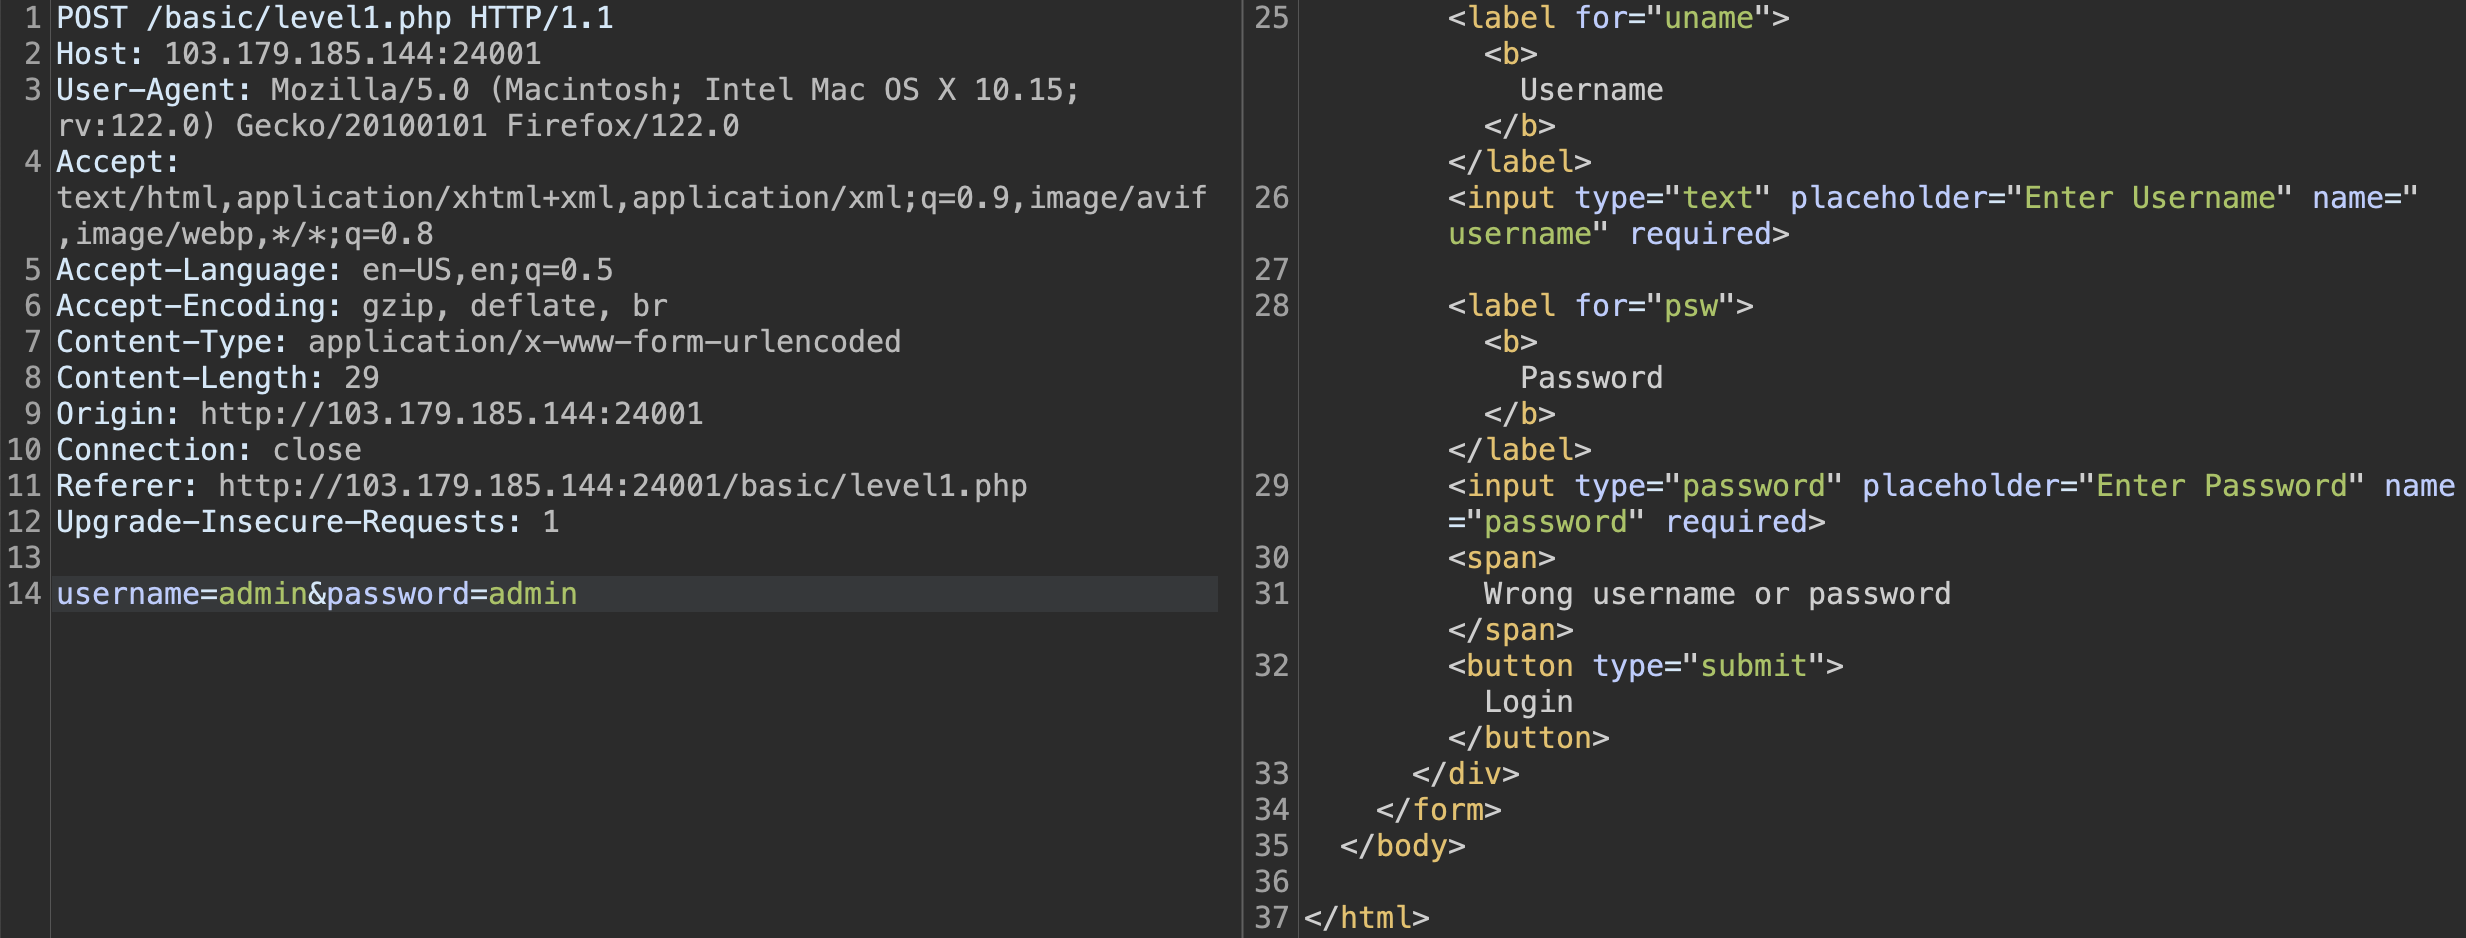 1 POST /basic/level1.php HTTP/1.1
2 Host: 103.179.185.144:24001
3 User-Agent: Mozilla/5.0 (Macintosh; Intel Mac OS X 10.15;
rv:122.0) Gecko/20100101 Firefox/122.0
4 Accept:
text/html,application/xhtml+xml,application/xml;q=0.9,image/avif
,image/webp,*/*;q=0.8
5 Accept-Language: en-US,en;q=0.5
6 Accept-Encoding: gzip, deflate, br
7 Content-Type: application/x-www-form-urlencoded
8 Content-Length: 29
9 Origin: http://103.179.185.144:24001
10 Connection: close
11 Referer: http://103.179.185.144:24001/basic/level1.php
12 Upgrade-Insecure-Requests: 1
13
14 username=admin&password=admin
25 <label for="uname">
<b>
Username
</b>
</label>
26 <input type="text" placeholder="Enter Username" name="
username" required>
27
28 <label for="psw">
<b>
Password
</b>
</label>
29 <input type="password" placeholder="Enter Password" name
="password" required>
30 <span>
31 Wrong username or password
</span>
32 <button type="submit">
Login
</button>
33 </div>
34 </form>
35 </body>
36
37 </html>